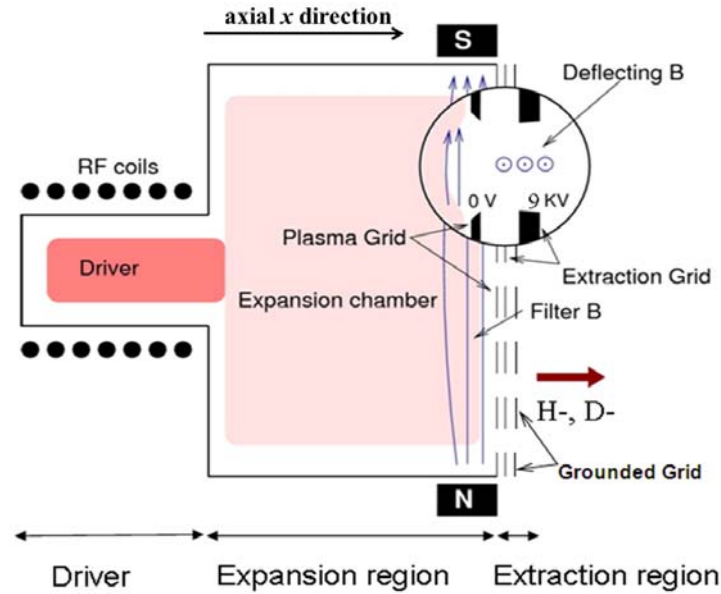 axial x direction
S
Deflecting B
RF coils
0 V
9 KV
Plasma Grid
Driver
Extraction Grid
Expansion chamber
Filter B
H-, D-
Grounded Grid
N
Driver
Expansion region
Extraction region